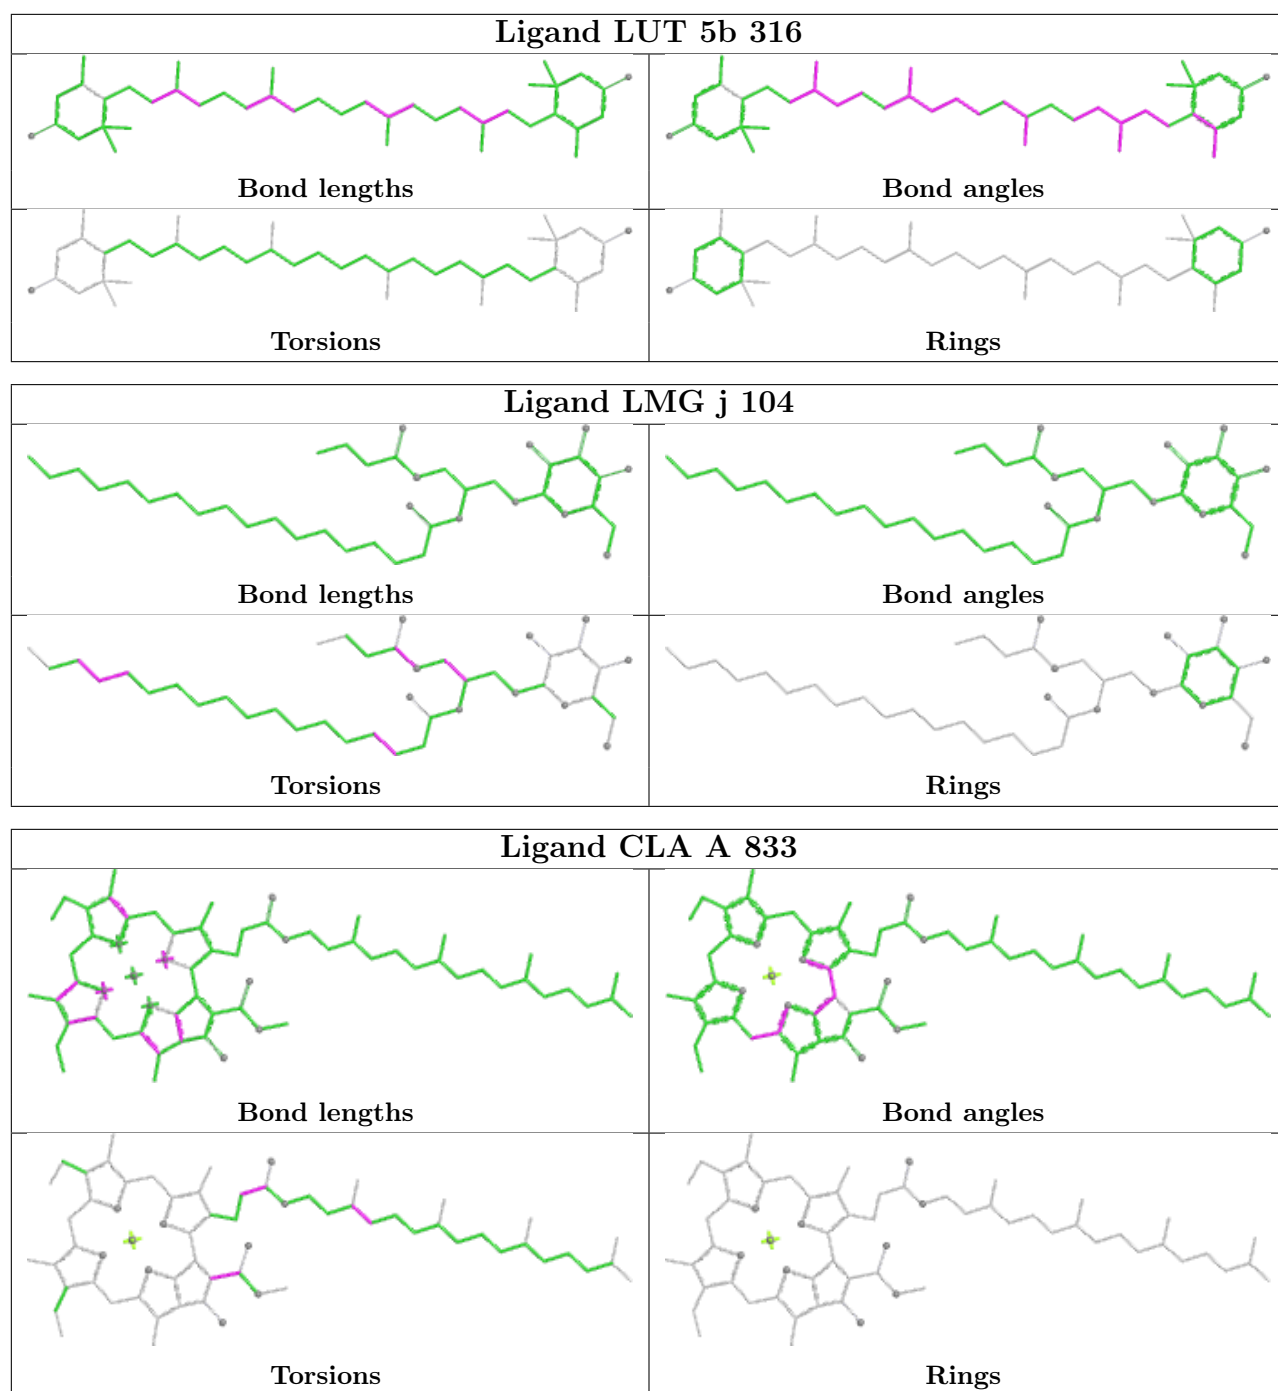 Ligand LUT 5b 316
Bond lengths
Bond angles
Torsions
Rings
Ligand LMG j 104
Bond lengths
Bond angles
Torsions
Rings
Ligand CLA A 833
Bond lengths
Bond angles
Torsions
Rings